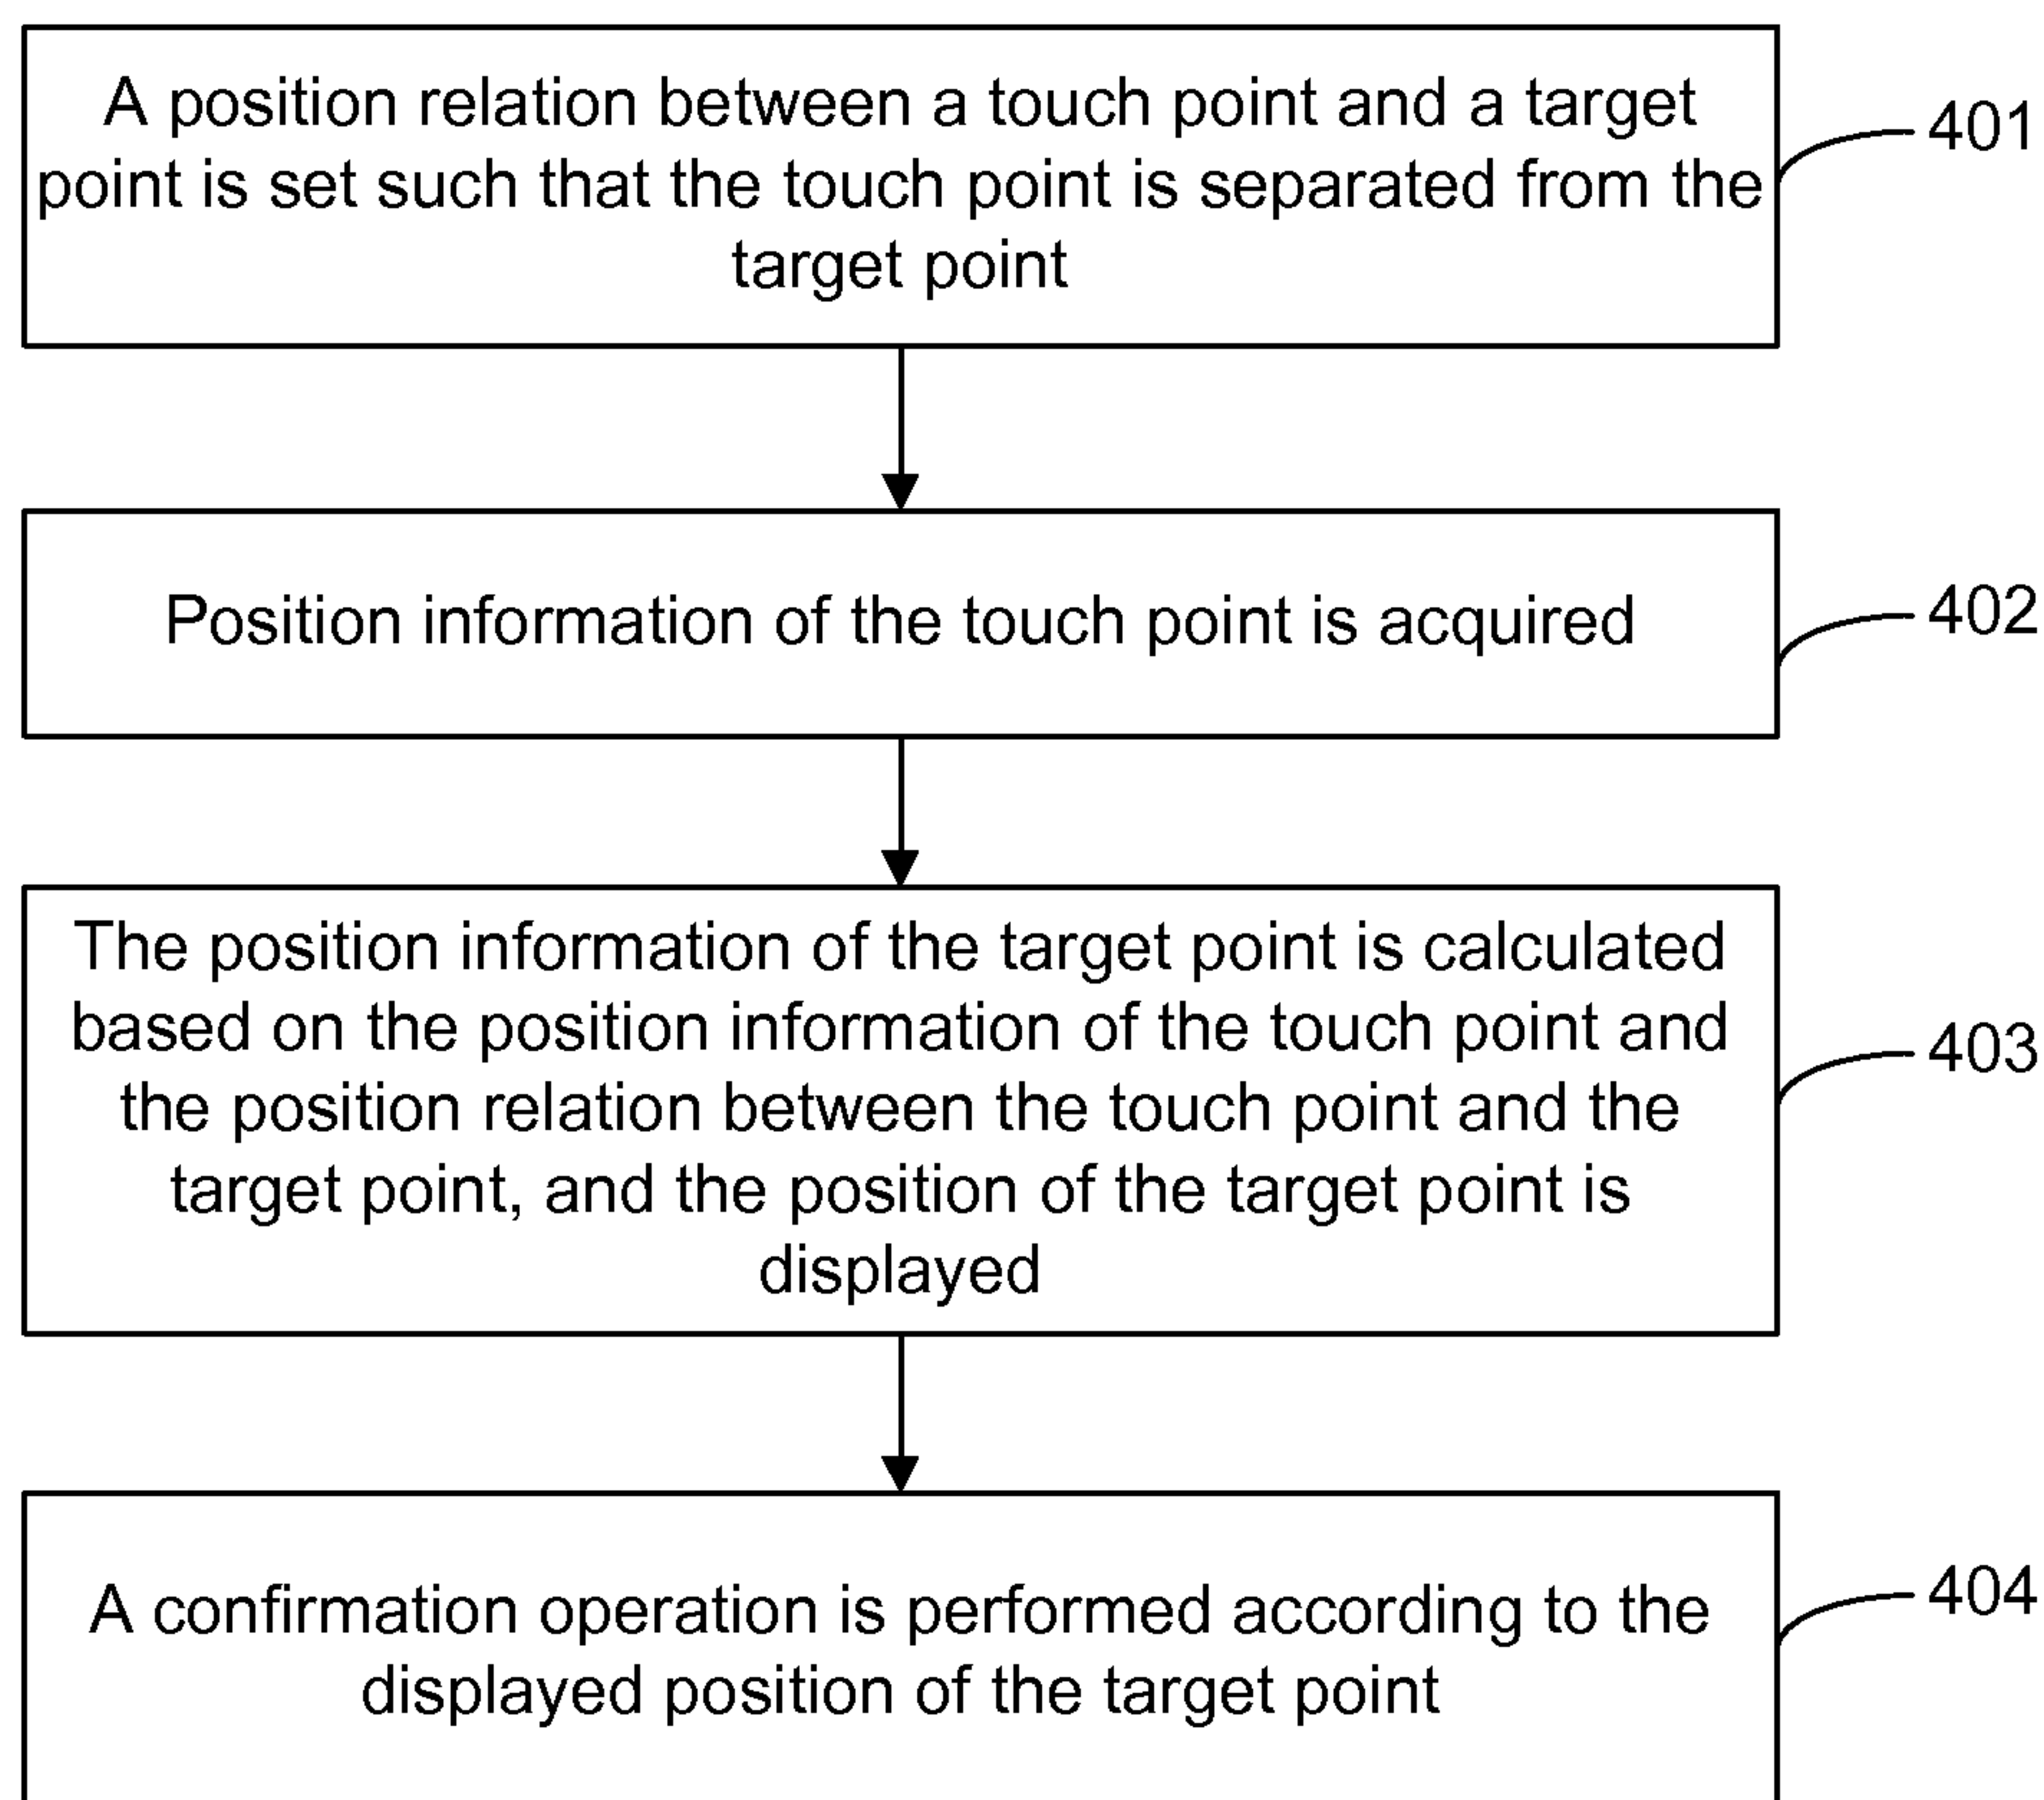 A position relation between a touch point and a target
point is set such that the touch point is separated from the
target point
401
Position information of the touch point is acquired
402
The position information of the target point is calculated
based on the position information of the touch point and
the position relation between the touch point and the
target point, and the position of the target point is
displayed
403
A confirmation operation is performed according to the
displayed position of the target point
404